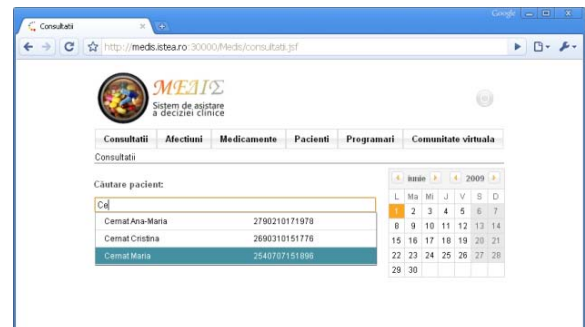 Google
Consultatii
http://medis.istea.ro:30000/Medis/consultatii.jsf
ΜΕΔΙΣ
Sistem de asistare
a deciziei clinice
Consultatii Afectiuni Medicamente Pacienti Programari Comunitate virtuala
Consultatii
Căutare pacient:
Ce
Cernat Ana-Maria 2790210171978
Cernat Cristina 2690310151776
Cernat Maria 2540707151896
iunie 2009
L Ma Mi J V S D
1 2 3 4 5 6 7
8 9 10 11 12 13 14
15 16 17 18 19 20 21
22 23 24 25 26 27 28
29 30